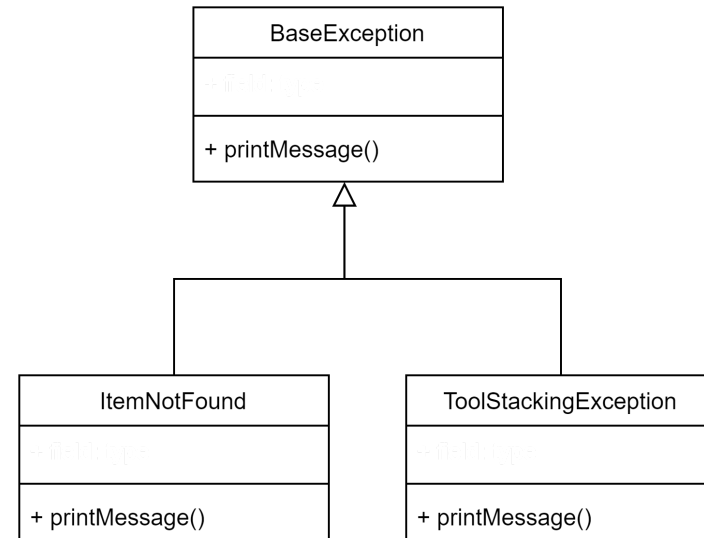 BaseException
+ printMessage()
ItemNotFound
ToolStackingException
+ printMessage()
+ printMessage()